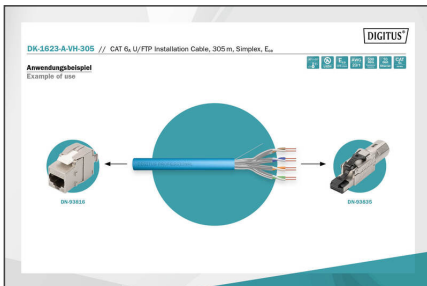 DIGITUS®
DK-1623-A-VH-305 // CAT 6A U/FTP Installation Cable, 305 m, Simplex, Eca
Anwendungsbeispiel
Example of use
DN-93616
DN-93635